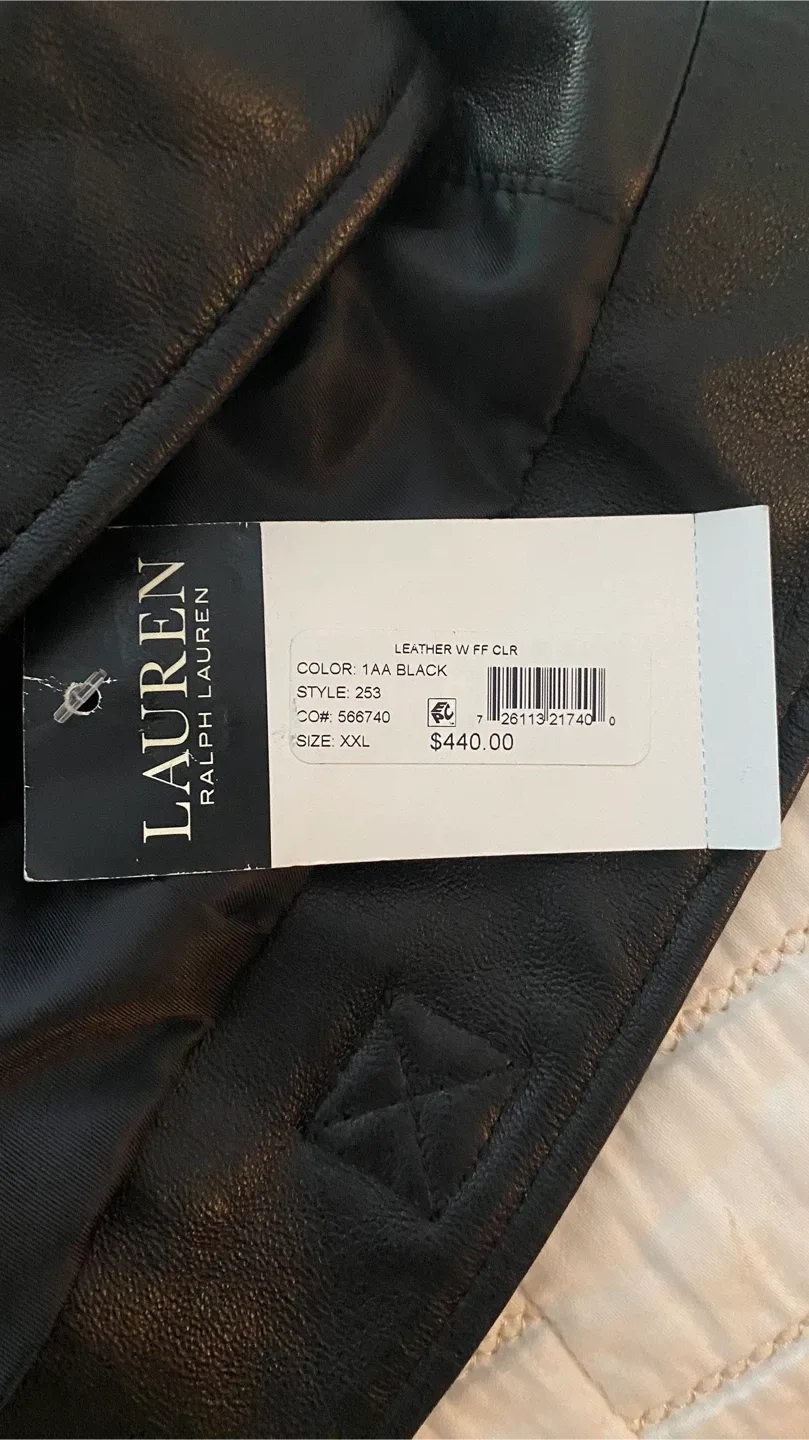 LAUREN
RALPH LAUREN
LEATHER W FF CLR
COLOR: 1AA BLACK
STYLE: 253
CO#: 566740
SIZE: XXL
7 26113 21740 0
$440.00